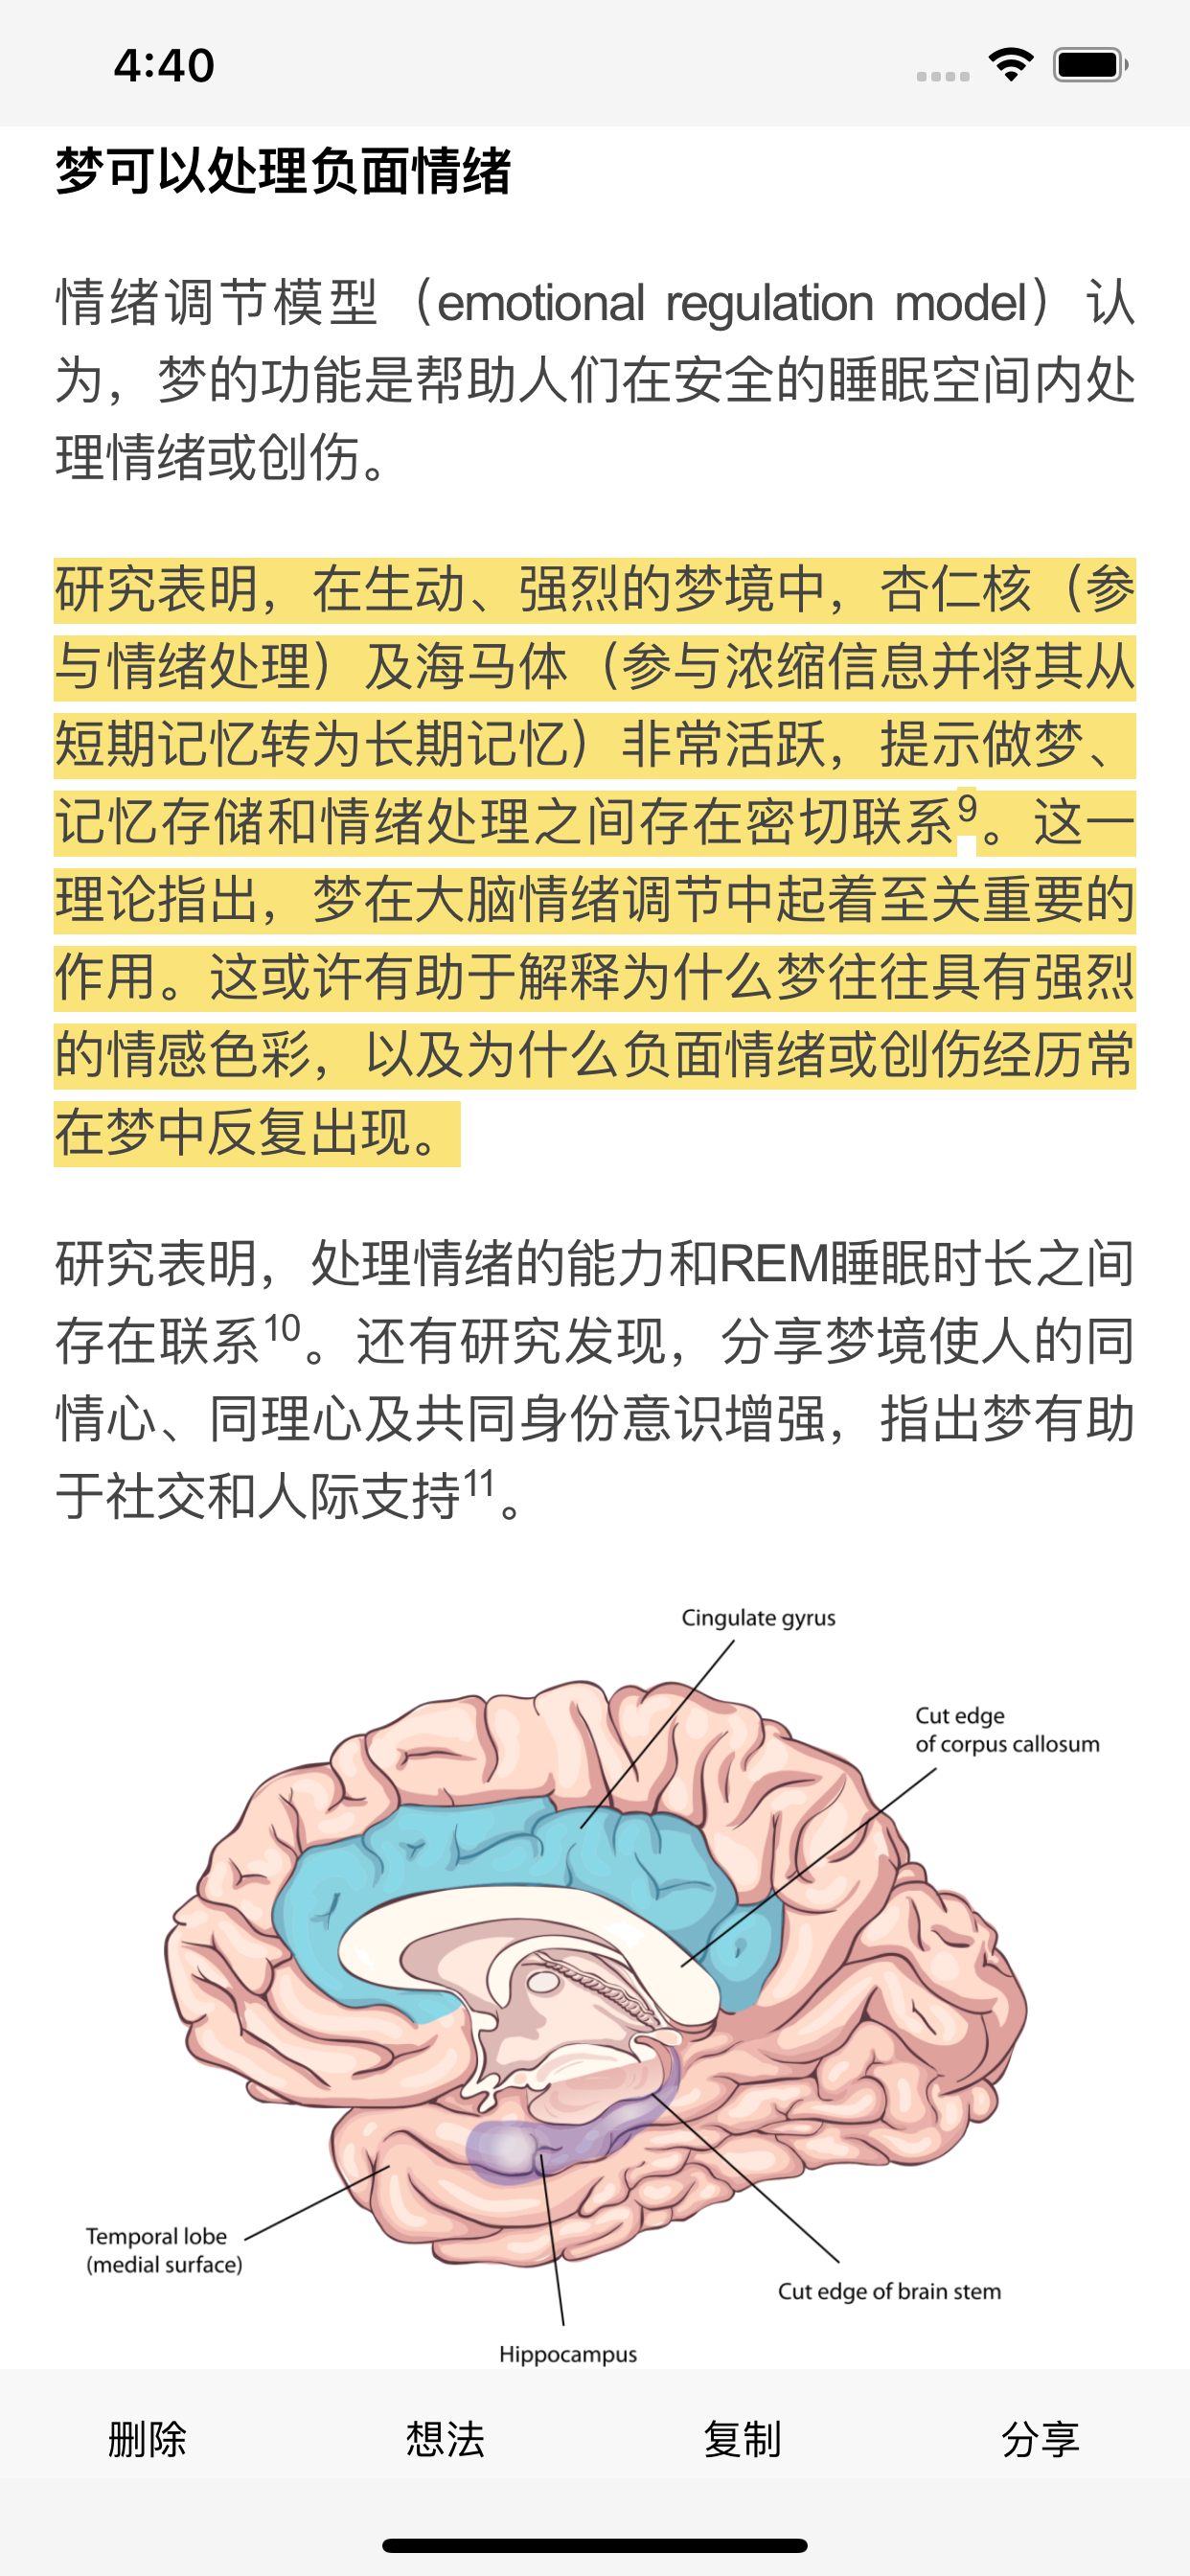 4:40
梦可以处理负面情绪
情绪调节模型（emotional regulation model）认
为，梦的功能是帮助人们在安全的睡眠空间内处
理情绪或创伤。
研究表明，在生动、强烈的梦境中，杏仁核（参
与情绪处理）及海马体（参与浓缩信息并将其从
短期记忆转为长期记忆）非常活跃，提示做梦、
记忆存储和情绪处理之间存在密切联系9。这一
理论指出，梦在大脑情绪调节中起着至关重要的
作用。这或许有助于解释为什么梦往往具有强烈
的情感色彩，以及为什么负面情绪或创伤经历常
在梦中反复出现。
研究表明，处理情绪的能力和REM睡眠时长之间
存在联系10。还有研究发现，分享梦境使人的同
情心、同理心及共同身份意识增强，指出梦有助
于社交和人际支持11。
Cingulate gyrus
Cut edge
of corpus callosum
Temporal lobe
(medial surface)
Cut edge of brain stem
Hippocampus
删除 想法 复制 分享